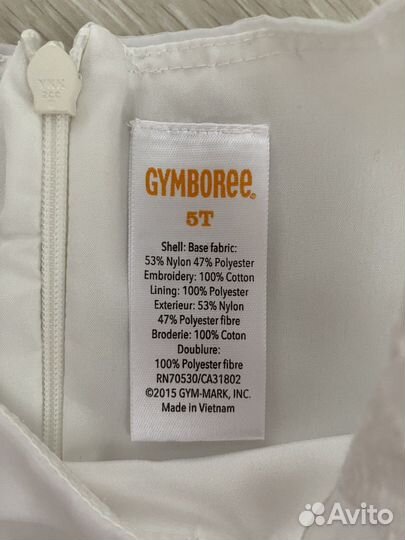 YKK
GYMBOREE®
5T
Shell: Base fabric:
53% Nylon 47% Polyester
Embroidery: 100% Cotton
Lining: 100% Polyester
Exterieur: 53% Nylon
47% Polyester fibre
Broderie: 100% Coton
Doublure:
100% Polyester fibre
RN70530/CA31802
©2015 GYM-MARK, INC.
Made in Vietnam
Avito